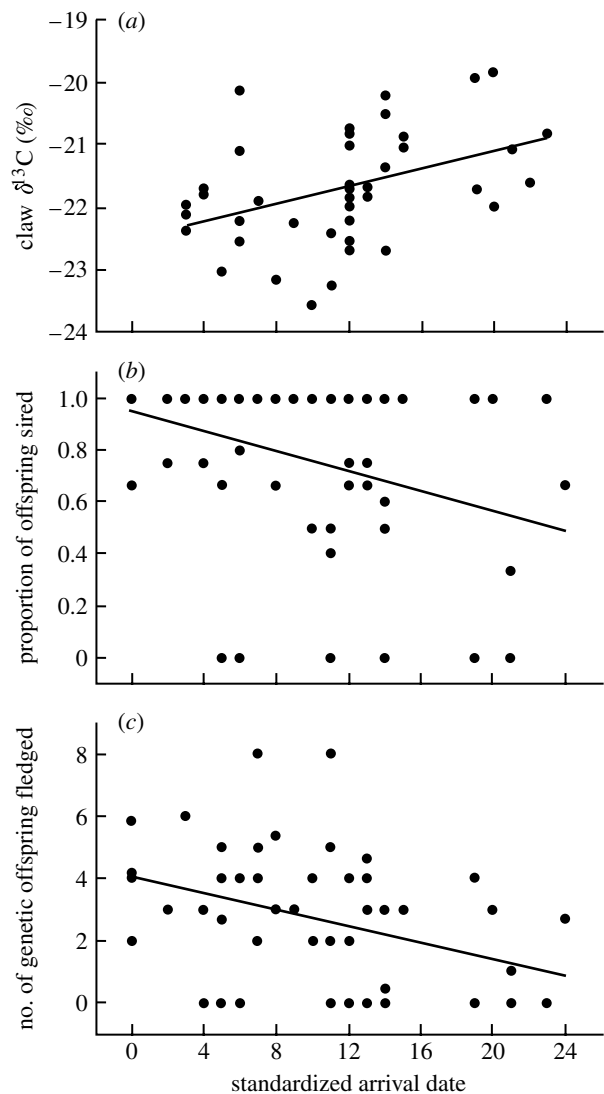 (a)
claw δ¹³C (‰)
−19
−20
−21
−22
−23
−24
(b)
proportion of offspring sired
1.0
0.8
0.6
0.4
0.2
0
(c)
no. of genetic offspring fledged
8
6
4
2
0
0 4 8 12 16 20 24
standardized arrival date